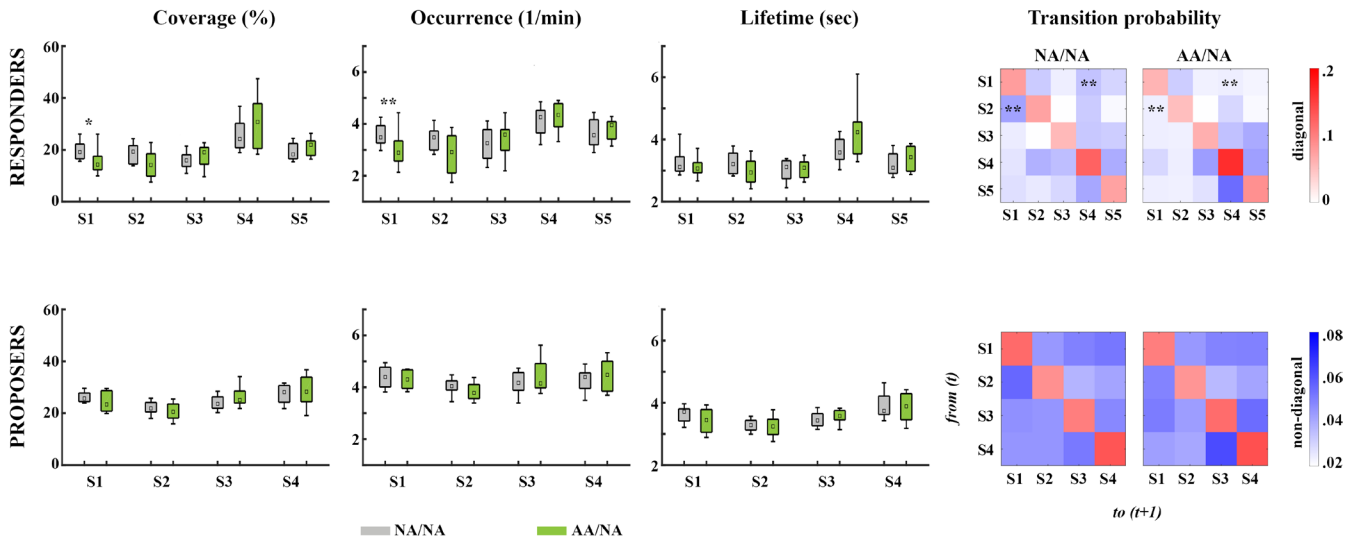 Coverage (%)
Occurrence (1/min)
Lifetime (sec)
Transition probability
RESPONDERS
60
40
20
0
*
S1 S2 S3 S4 S5
6
4
2
**
S1 S2 S3 S4 S5
6
4
2
S1 S2 S3 S4 S5
NA/NA
AA/NA
S1
S2
S3
S4
S5
**
**
**
**
S1 S2 S3 S4 S5
S1 S2 S3 S4 S5
.2
.1
0
diagonal
PROPOSERS
60
40
20
0
S1 S2 S3 S4
6
4
2
S1 S2 S3 S4
6
4
2
S1 S2 S3 S4
from (t)
S1
S2
S3
S4
S1 S2 S3 S4
S1 S2 S3 S4
to (t+1)
.08
.06
.04
.02
non-diagonal
NA/NA
AA/NA